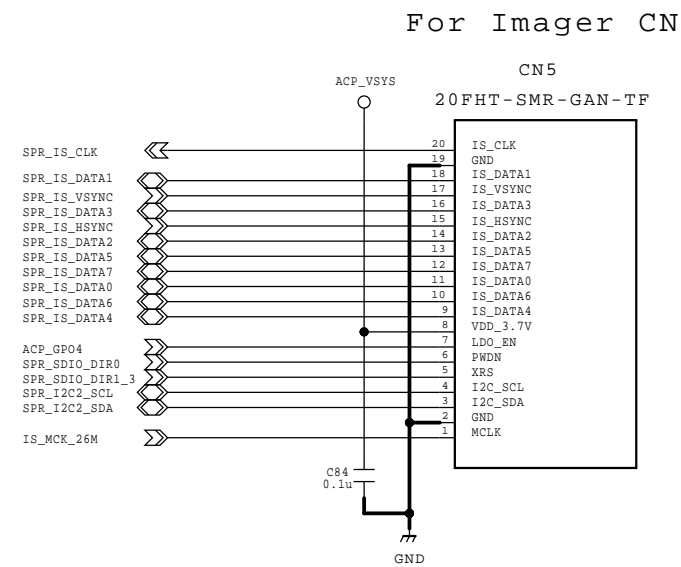 For Imager CN
CN5
ACP_VSYS
20FHT-SMR-GAN-TF
SPR_IS_CLK 20 IS_CLK
19 GND
SPR_IS_DATA1 18 IS_DATA1
SPR_IS_VSYNC 17 IS_VSYNC
SPR_IS_DATA3 16 IS_DATA3
SPR_IS_HSYNC 15 IS_HSYNC
SPR_IS_DATA2 14 IS_DATA2
SPR_IS_DATA5 13 IS_DATA5
SPR_IS_DATA7 12 IS_DATA7
SPR_IS_DATA0 11 IS_DATA0
SPR_IS_DATA6 10 IS_DATA6
SPR_IS_DATA4 9 IS_DATA4
8 VDD_3.7V
ACP_GPO4 7 LDO_EN
SPR_SDIO_DIR0 6 PWDN
SPR_SDIO_DIR1_3 5 XRS
SPR_I2C2_SCL 4 I2C_SCL
SPR_I2C2_SDA 3 I2C_SDA
2 GND
IS_MCK_26M 1 MCLK
C84
0.1u
GND